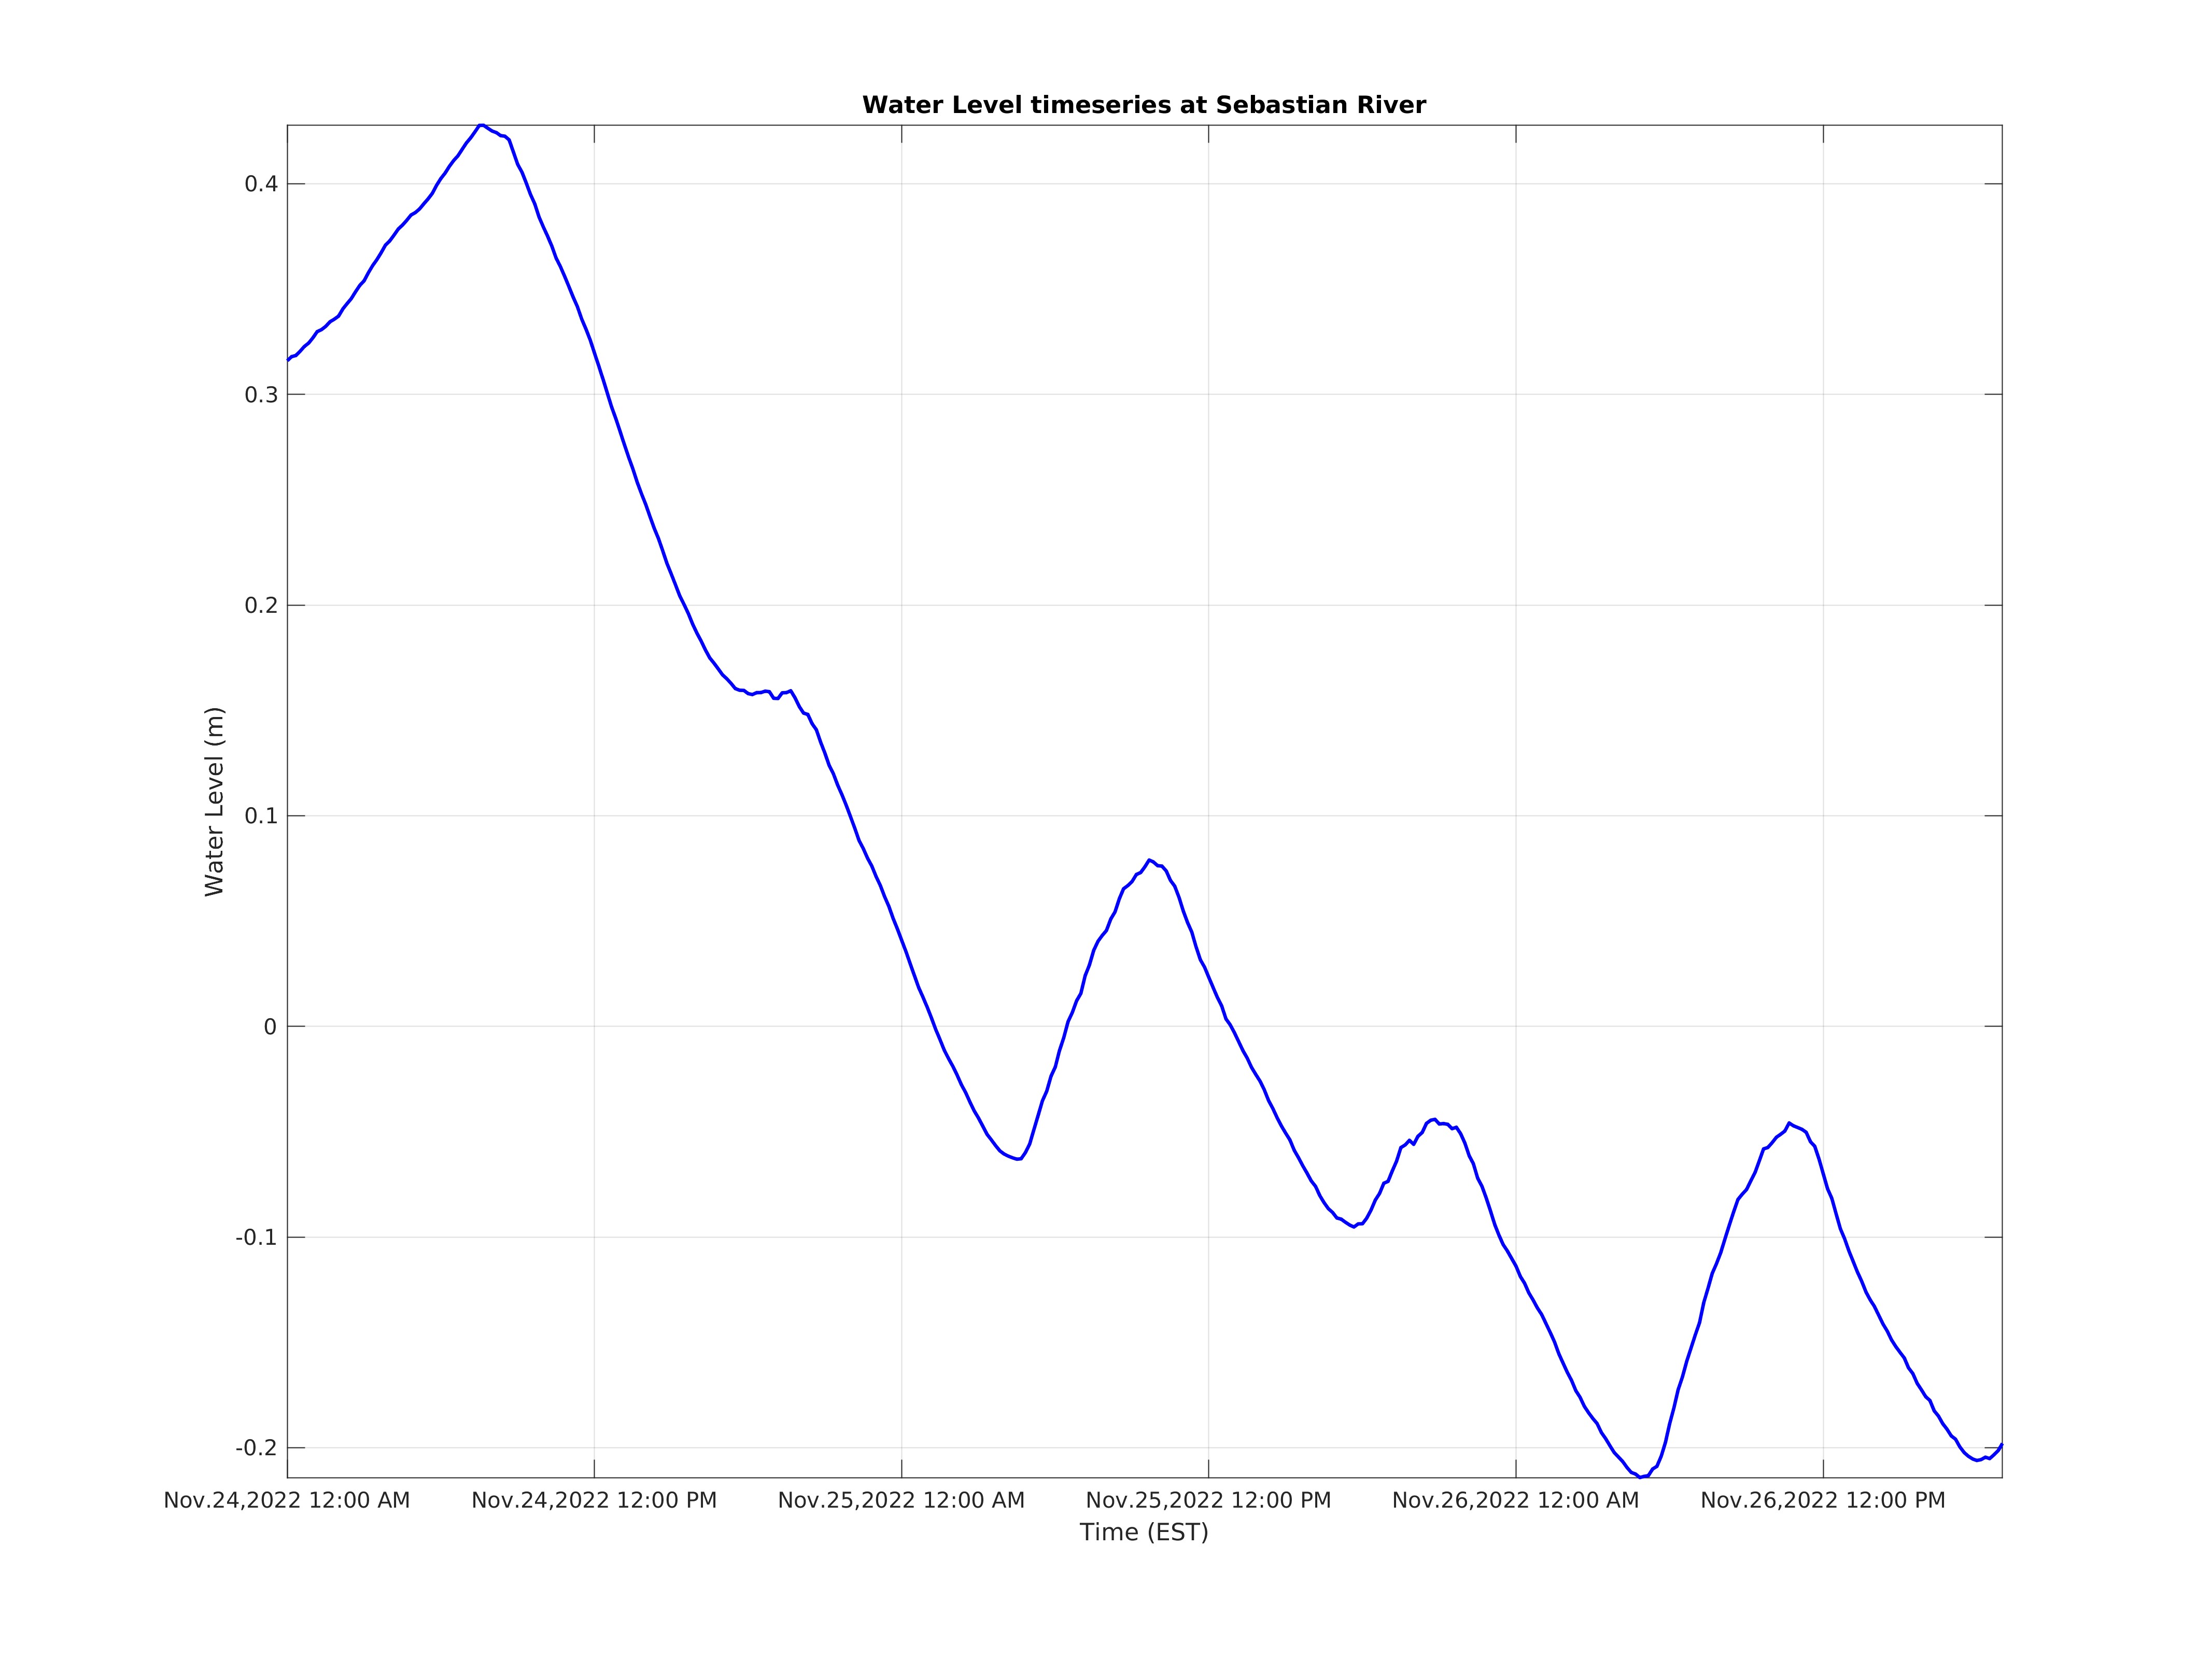 Water Level timeseries at Sebastian River
0.4
0.3
0.2
0.1
0
-0.1
-0.2
Water Level (m)
Nov.24,2022 12:00 AM
Nov.24,2022 12:00 PM
Nov.25,2022 12:00 AM
Nov.25,2022 12:00 PM
Nov.26,2022 12:00 AM
Nov.26,2022 12:00 PM
Time (EST)